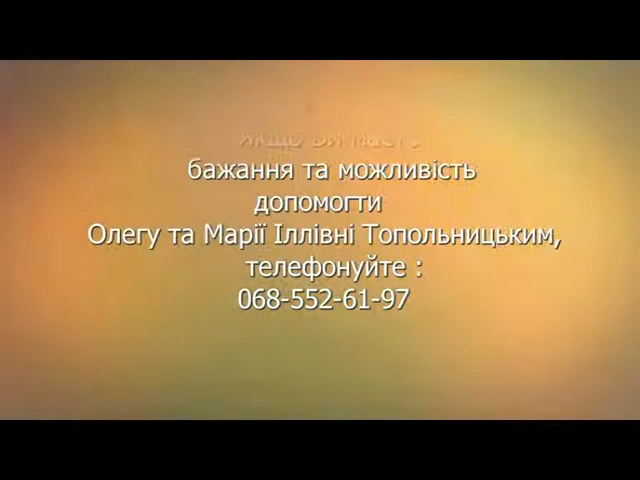 бажання та можливість
допомогти
Олегу та Марії Іллівні Топольницьким,
телефонуйте :
068-552-61-97